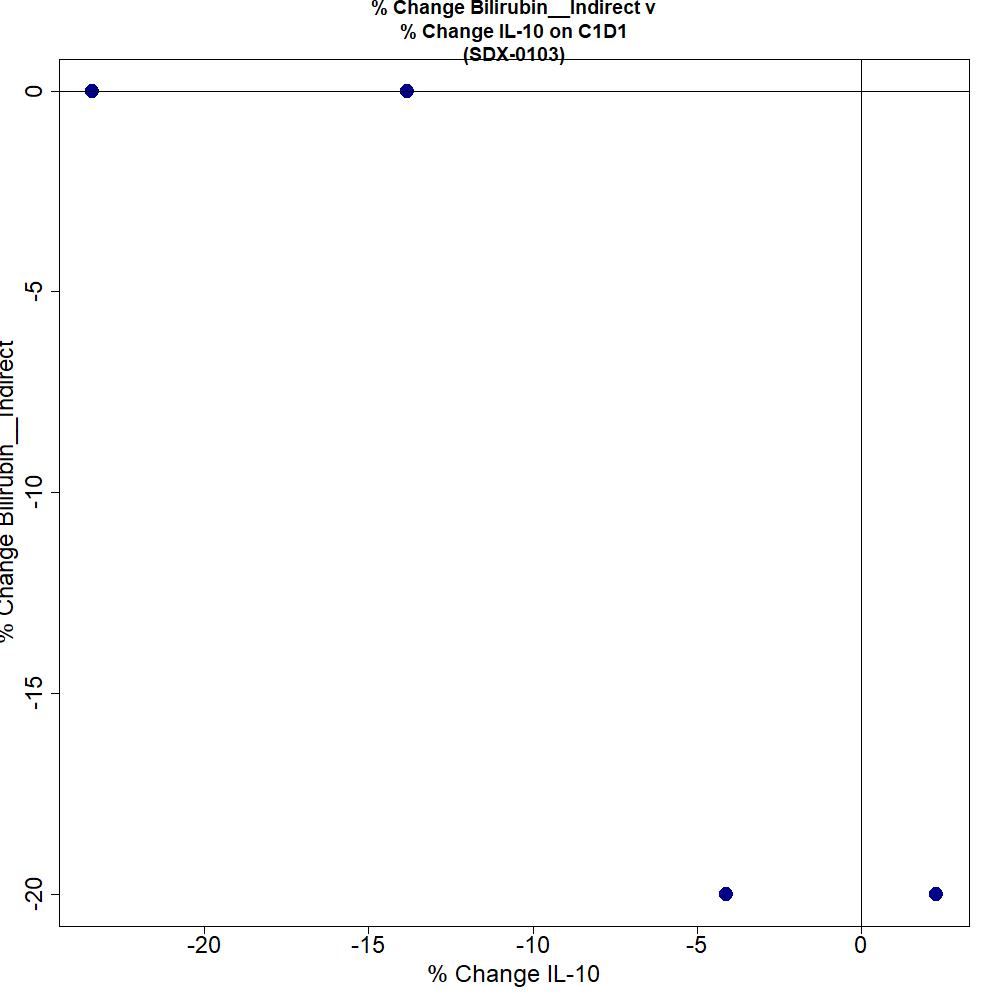 % Change Bilirubin__Indirect v
% Change IL-10 on C1D1
(SDX-0103)
% Change Bilirubin__Indirect
0
-5
-10
-15
-20
-20
-15
-10
-5
0
% Change IL-10